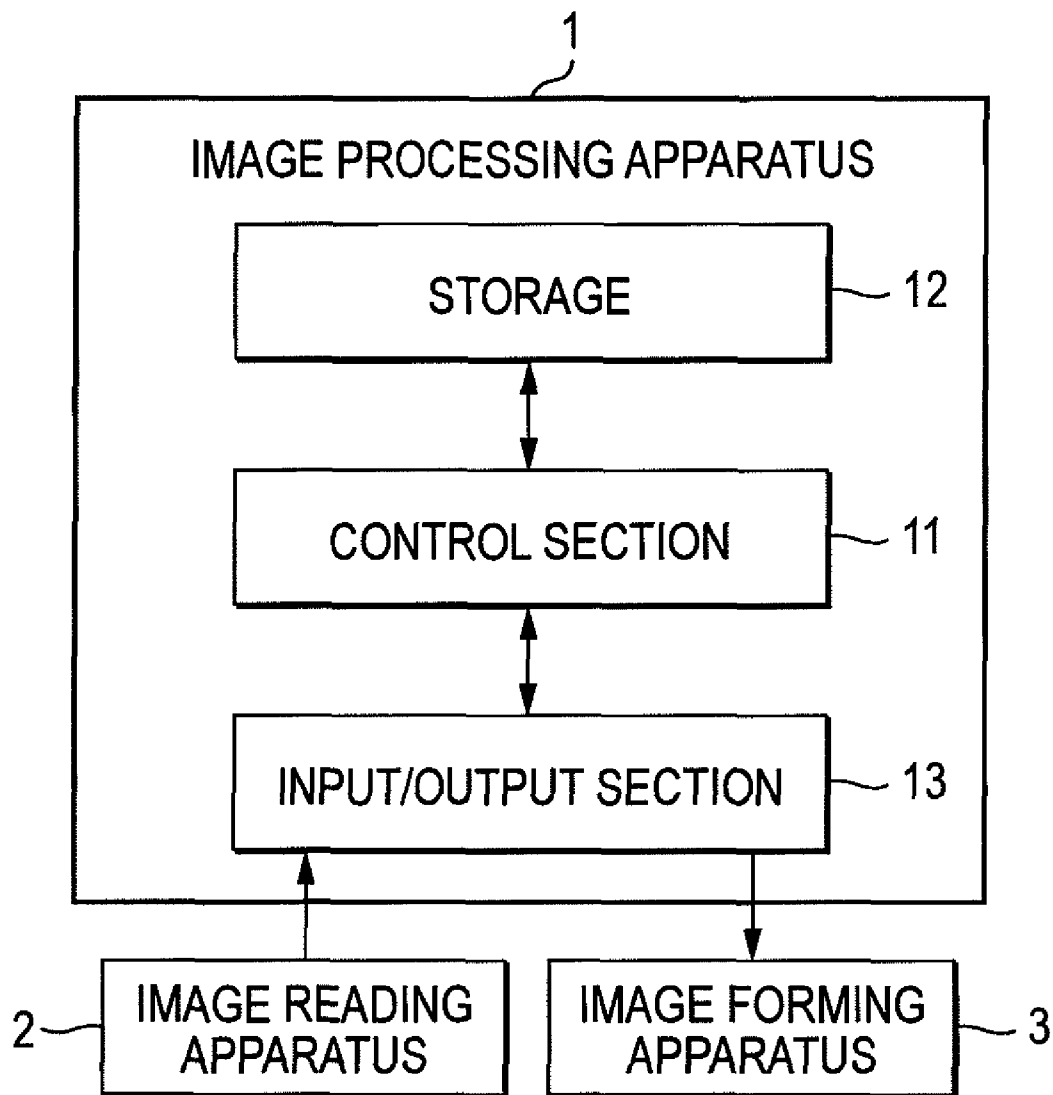 1
IMAGE PROCESSING APPARATUS
STORAGE
12
CONTROL SECTION
11
INPUT/OUTPUT SECTION
13
2
IMAGE READING
APPARATUS
IMAGE FORMING
APPARATUS
3